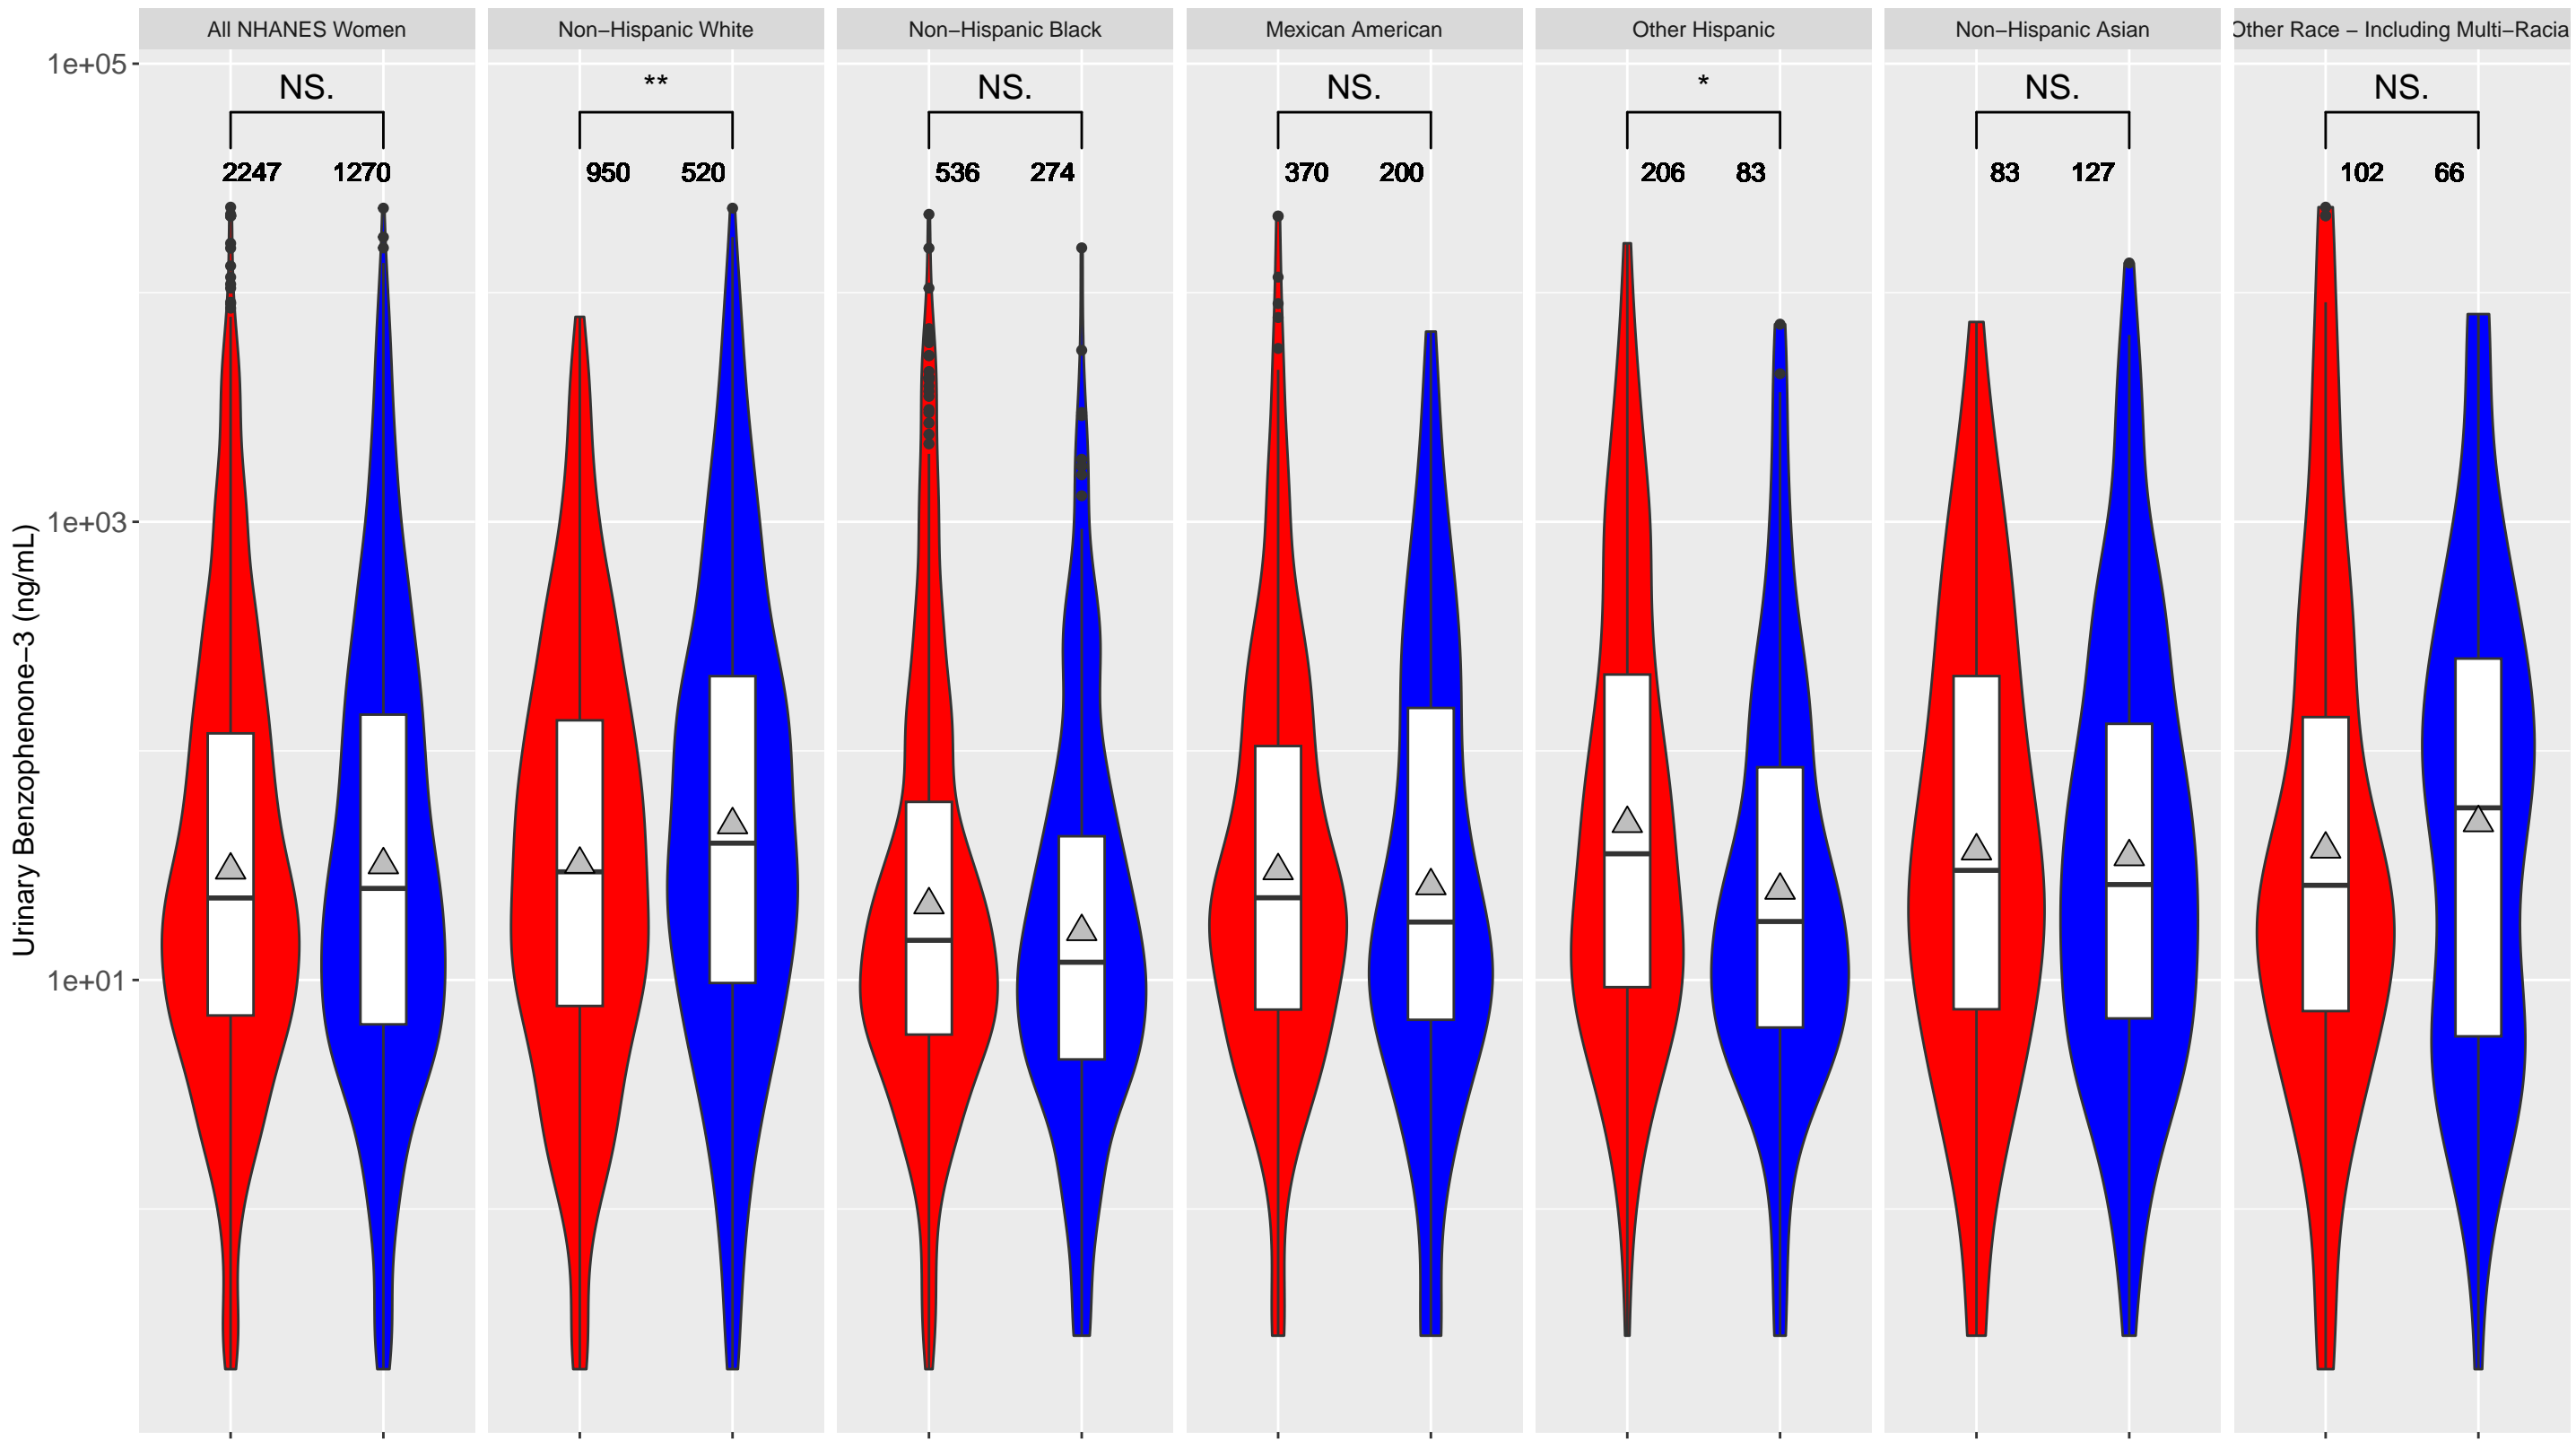 All NHANES Women
Non−Hispanic White
Non−Hispanic Black
Mexican American
Other Hispanic
Non−Hispanic Asian
Other Race − Including Multi−Racia
1e+05
NS.
**
NS.
NS.
*
NS.
NS.
2247 1270
950 520
536 274
370 200
206 83
83 127
102 66
1e+03
1e+01
Urinary Benzophenone−3 (ng/mL)